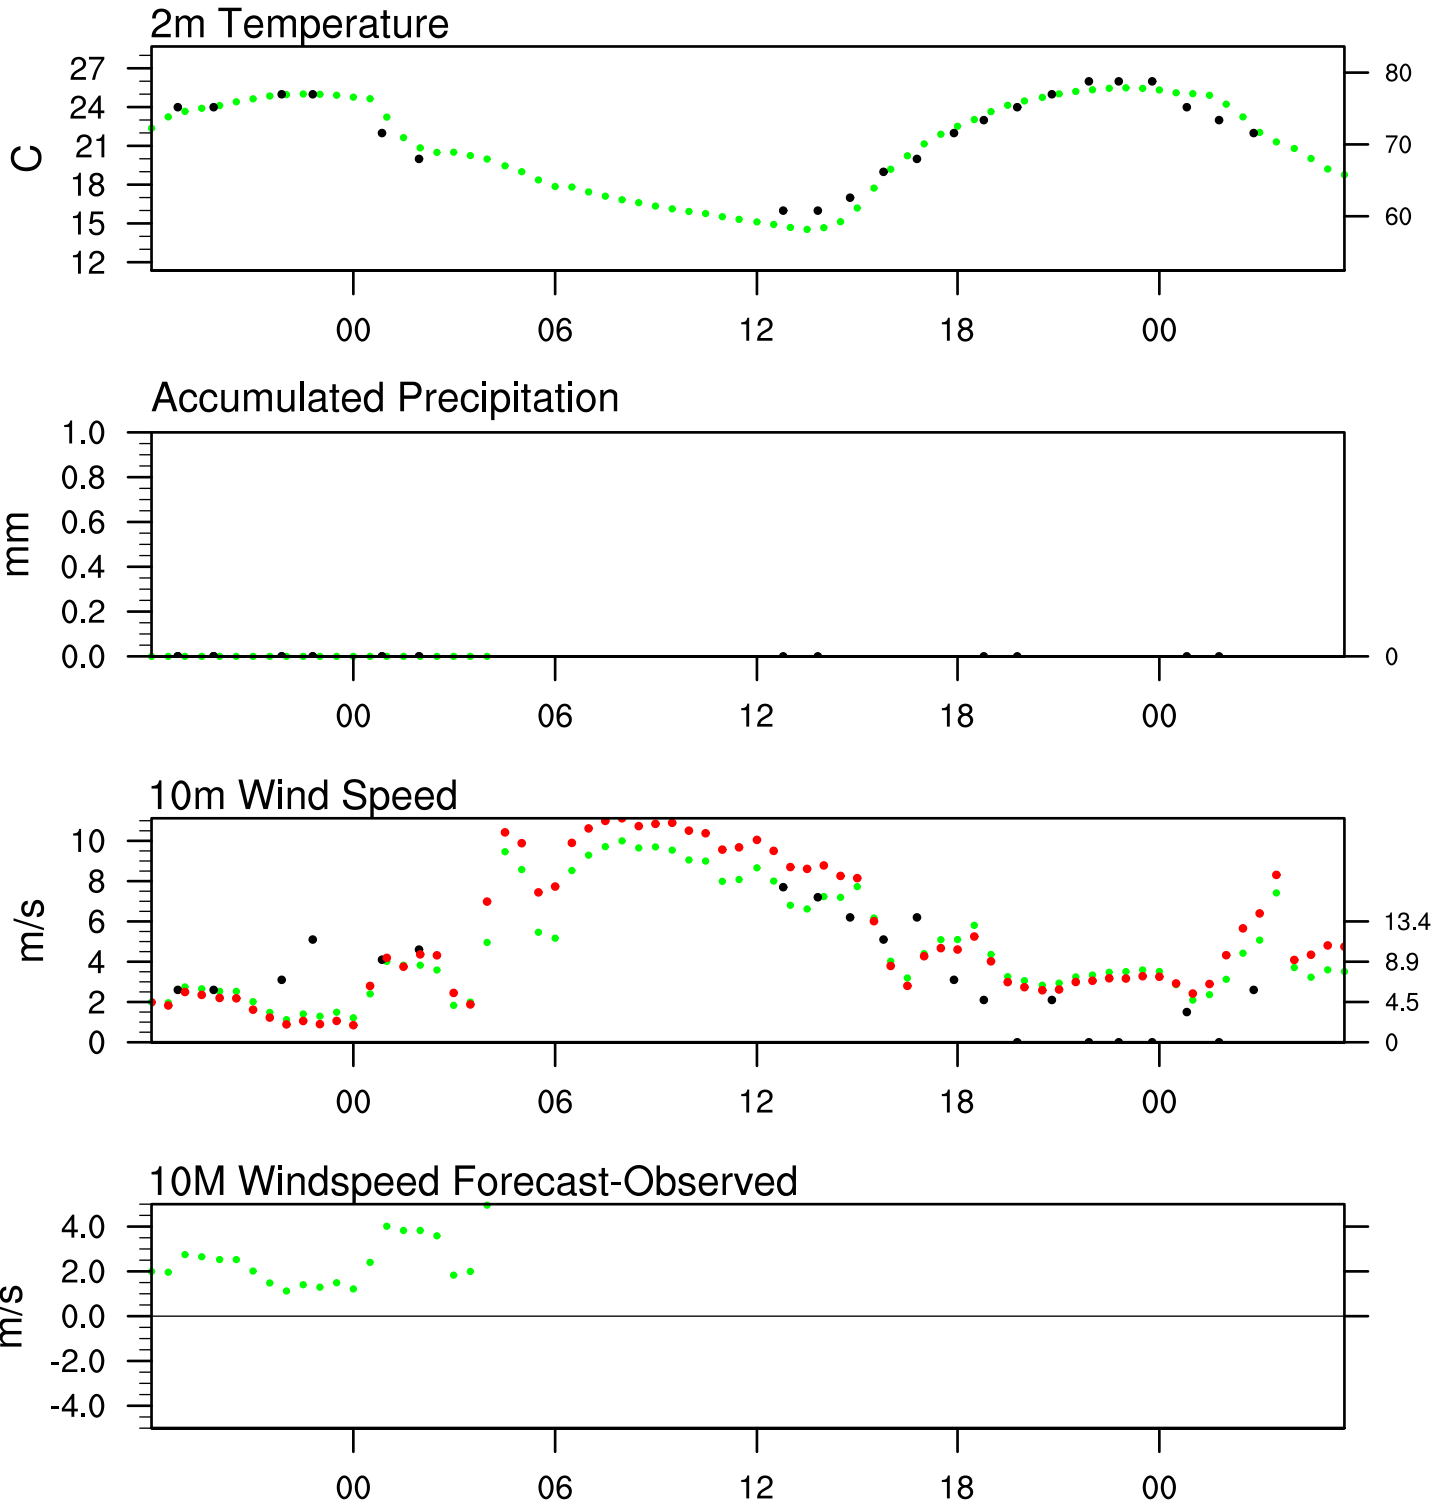 2m Temperature
27
24
21
18
15
12
C
80
70
60
00 06 12 18 00
Accumulated Precipitation
1.0
0.8
0.6
0.4
0.2
0.0
mm
0
00 06 12 18 00
10m Wind Speed
10
8
6
4
2
0
m/s
13.4
8.9
4.5
0
00 06 12 18 00
10M Windspeed Forecast-Observed
4.0
2.0
0.0
-2.0
-4.0
m/s
00 06 12 18 00